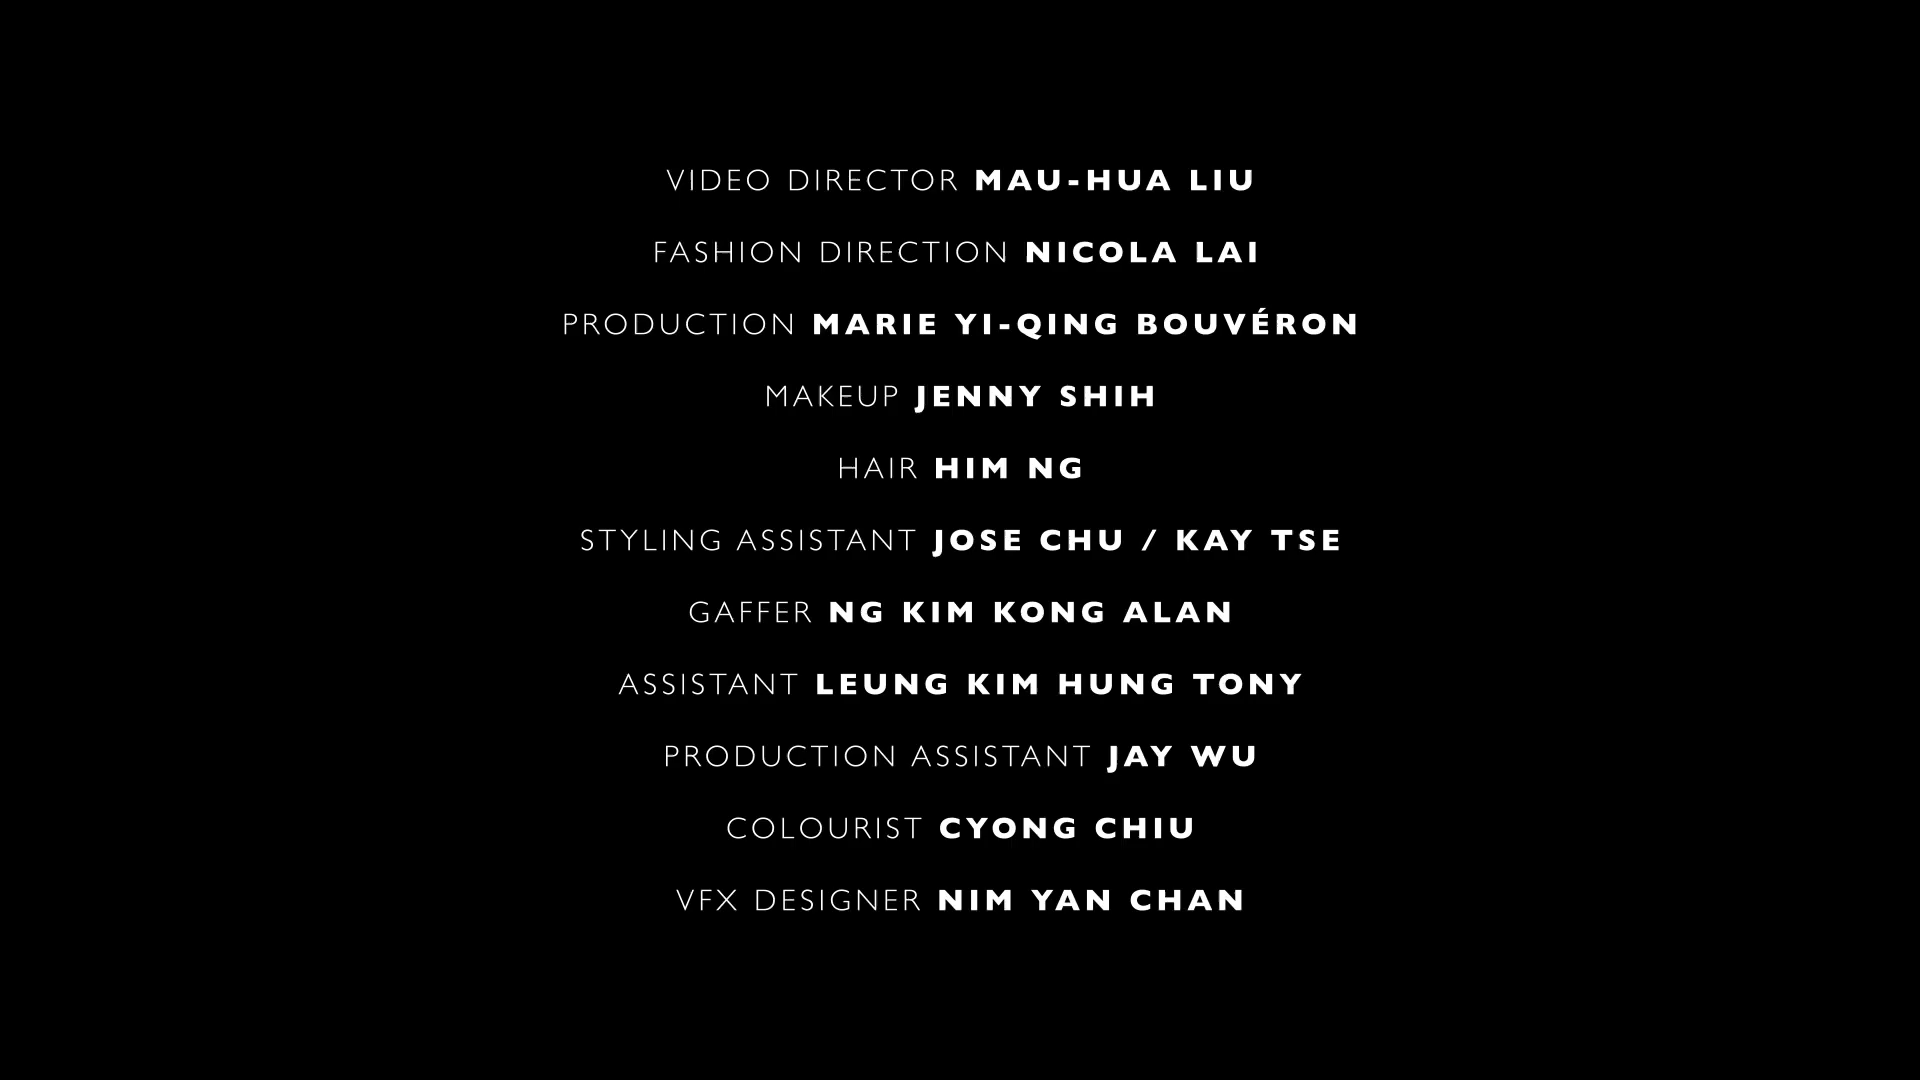 VIDEO DIRECTOR MAU-HUA LIU
FASHION DIRECTION NICOLA LAI
PRODUCTION MARIE YI-QING BOUVÉRON
MAKEUP JENNY SHIH
HAIR HIM NG
STYLING ASSISTANT JOSE CHU / KAY TSE
GAFFER NG KIM KONG ALAN
ASSISTANT LEUNG KIM HUNG TONY
PRODUCTION ASSISTANT JAY WU
COLOURIST CYONG CHIU
VFX DESIGNER NIM YAN CHAN